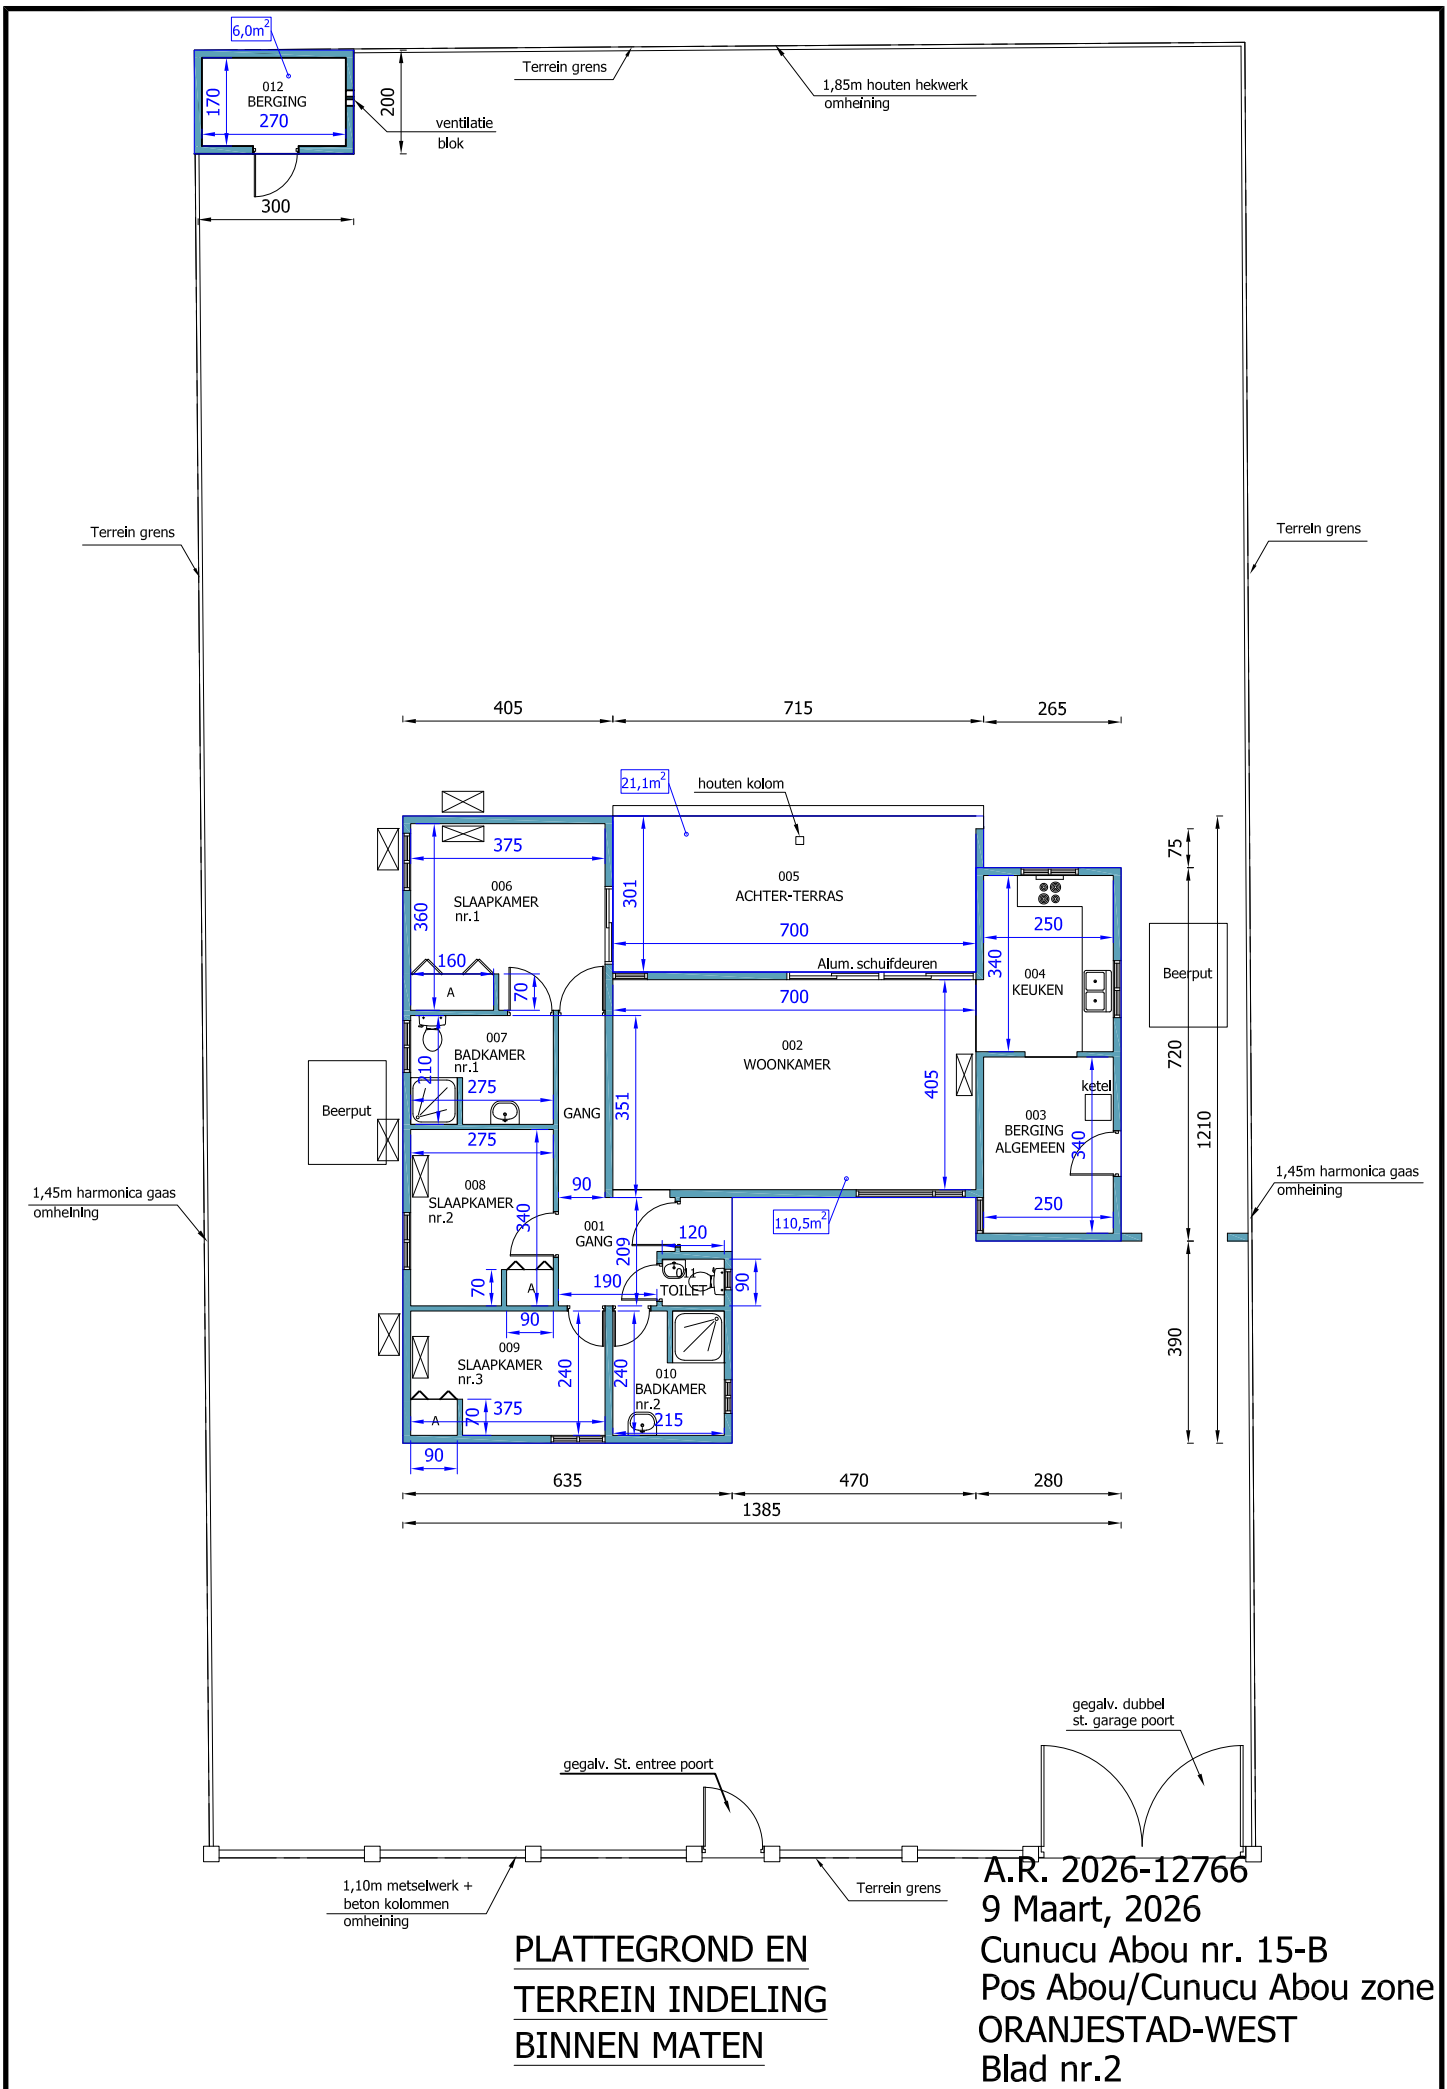 6,0m²
012
BERGING
170
270
200
300
ventilatie
blok
Terrein grens
1,85m houten hekwerk
omheining
Terrein grens
Terrein grens
405
715
265
21,1m²
houten kolom
375
006
SLAAPKAMER
nr.1
360
160
A
70
301
005
ACHTER-TERRAS
700
Alum. schuifdeuren
75
250
340
004
KEUKEN
Beerput
700
002
WOONKAMER
405
351
007
BADKAMER
nr.1
210
275
GANG
Beerput
720
1210
ketel
003
BERGING
ALGEMEEN
340
250
275
008
SLAAPKAMER
nr.2
340
90
70
A
90
001
GANG
209
190
120
011
TOILET
90
110,5m²
1,45m harmonica gaas
omheining
1,45m harmonica gaas
omheining
390
009
SLAAPKAMER
nr.3
240
240
010
BADKAMER
nr.2
215
A
70
375
90
635
470
280
1385
gegalv. dubbel
st. garage poort
gegalv. St. entree poort
1,10m metselwerk +
beton kolommen
omheining
Terrein grens
PLATTEGROND EN
TERREIN INDELING
BINNEN MATEN
A.R. 2026-12766
9 Maart, 2026
Cunucu Abou nr. 15-B
Pos Abou/Cunucu Abou zone
ORANJESTAD-WEST
Blad nr.2